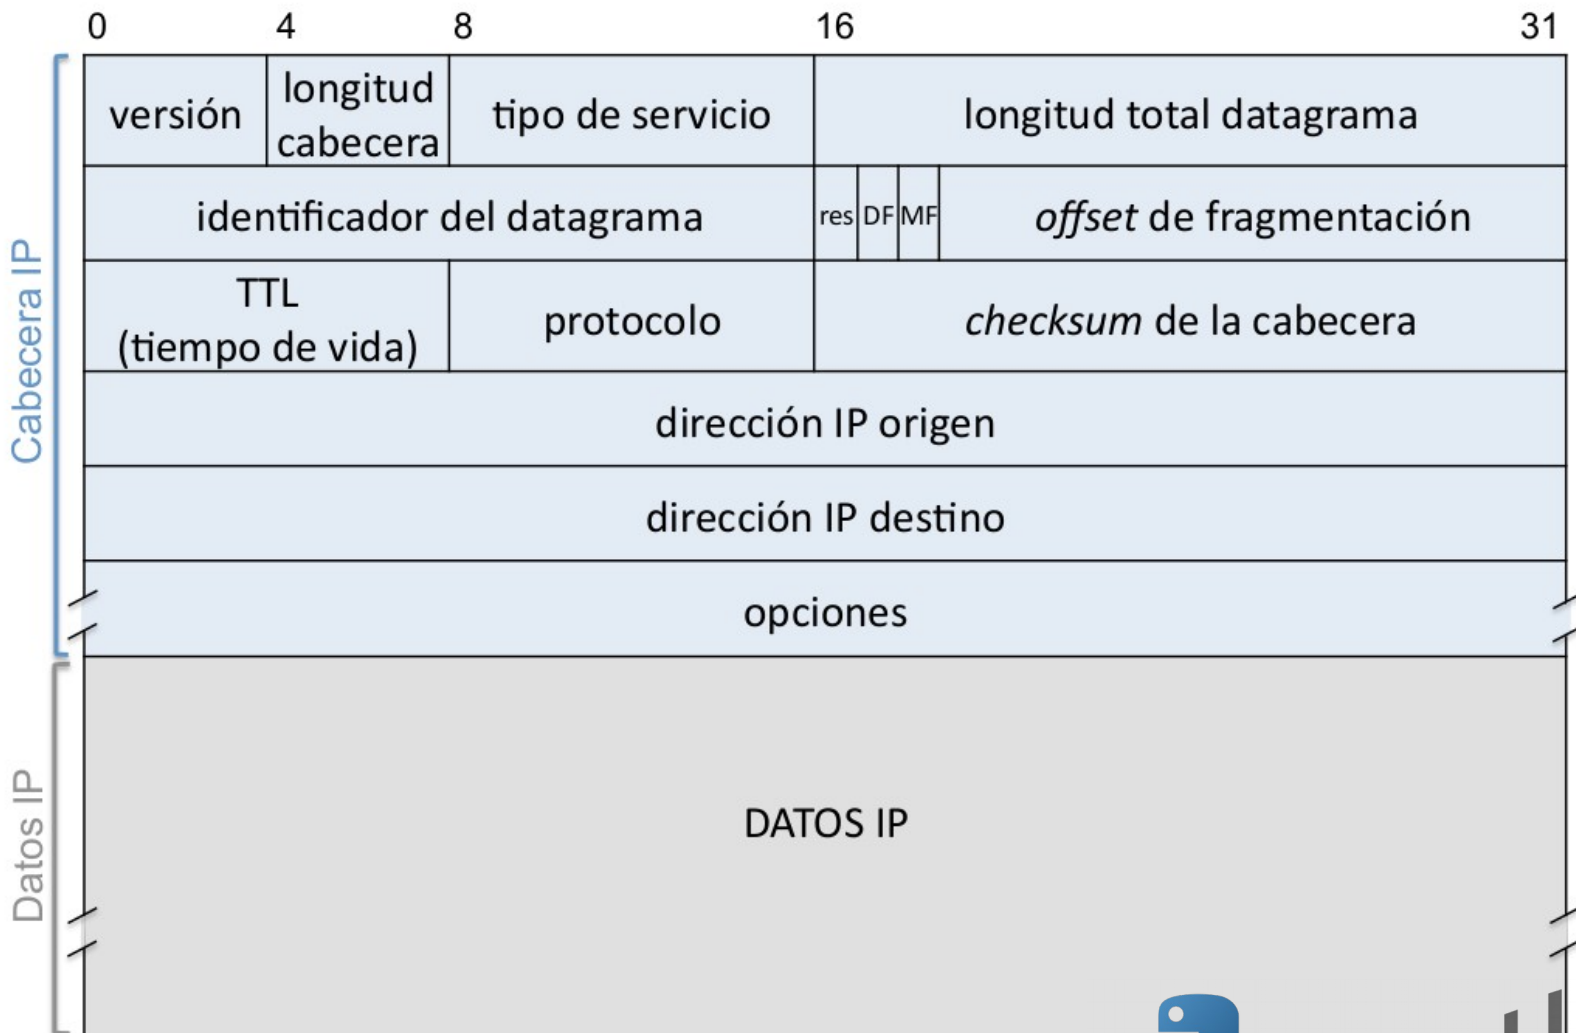 0 4 8 16 31
versión
longitud
cabecera
tipo de servicio
longitud total datagrama
identificador del datagrama
res
DF
MF
offset de fragmentación
TTL
(tiempo de vida)
protocolo
checksum de la cabecera
dirección IP origen
dirección IP destino
opciones
Cabecera IP
DATOS IP
Datos IP